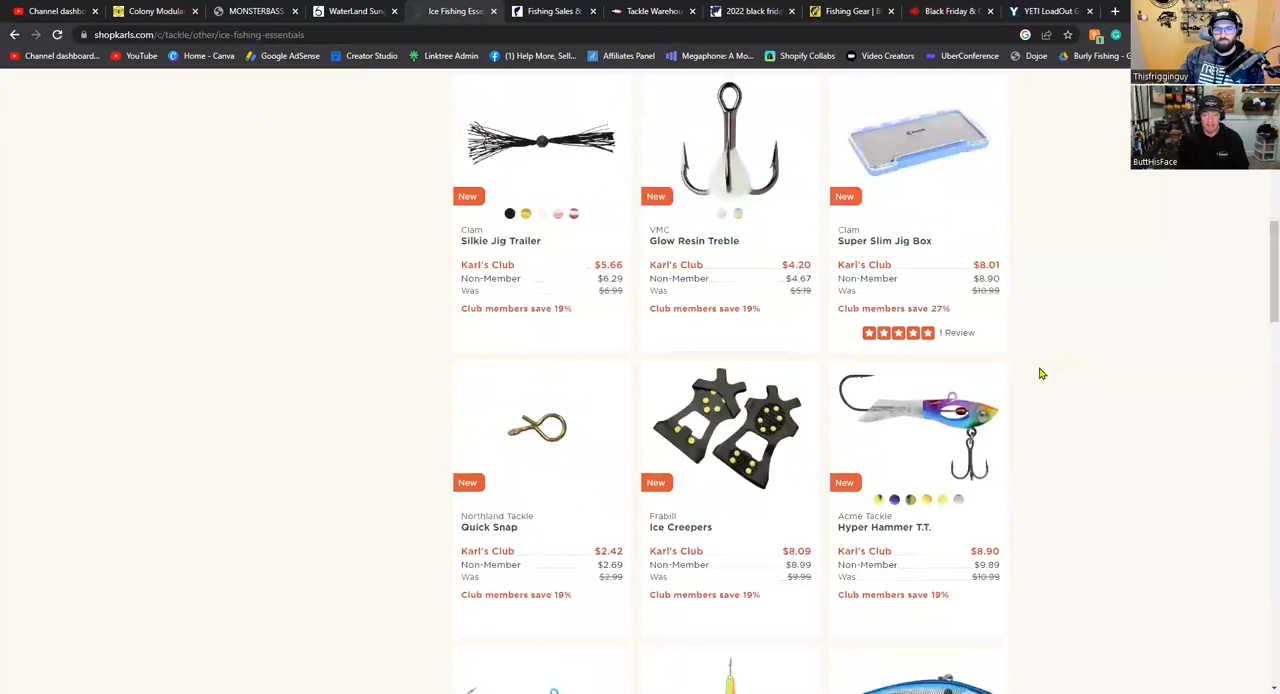 Channel dashbo
Colony Modula
MONSTERBASS
WaterLand Sung
Ice Fishing Esse
Fishing Sales &
Tackle Warehou
2022 black frida
Fishing Gear | B
Black Friday & C
YETI LoadOut G
shopkarls.com/c/tackle/other/ice-fishing-essentials
Channel dashboard...
YouTube
Home - Canva
Google AdSense
Creator Studio
Linktree Admin
(1) Help More, Sell...
Affiliates Panel
Megaphone: A Mo...
Shopify Collabs
Video Creators
UberConference
Dojoe
Burly Fishing - G
Thisfrigginguy
ButtHisFace
New
New
New
Clam
Silkie Jig Trailer
Karl's Club $5.66
Non-Member $6.29
Was $6.99
Club members save 19%
VMC
Glow Resin Treble
Karl's Club $4.20
Non-Member $4.67
Was $5.19
Club members save 19%
Clam
Super Slim Jig Box
Karl's Club $8.01
Non-Member $8.90
Was $10.99
Club members save 27%
1 Review
New
New
New
Northland Tackle
Quick Snap
Karl's Club $2.42
Non-Member $2.69
Was $2.99
Club members save 19%
Frabill
Ice Creepers
Karl's Club $8.09
Non-Member $8.99
Was $9.99
Club members save 19%
Acme Tackle
Hyper Hammer T.T.
Karl's Club $8.90
Non-Member $9.89
Was $10.99
Club members save 19%